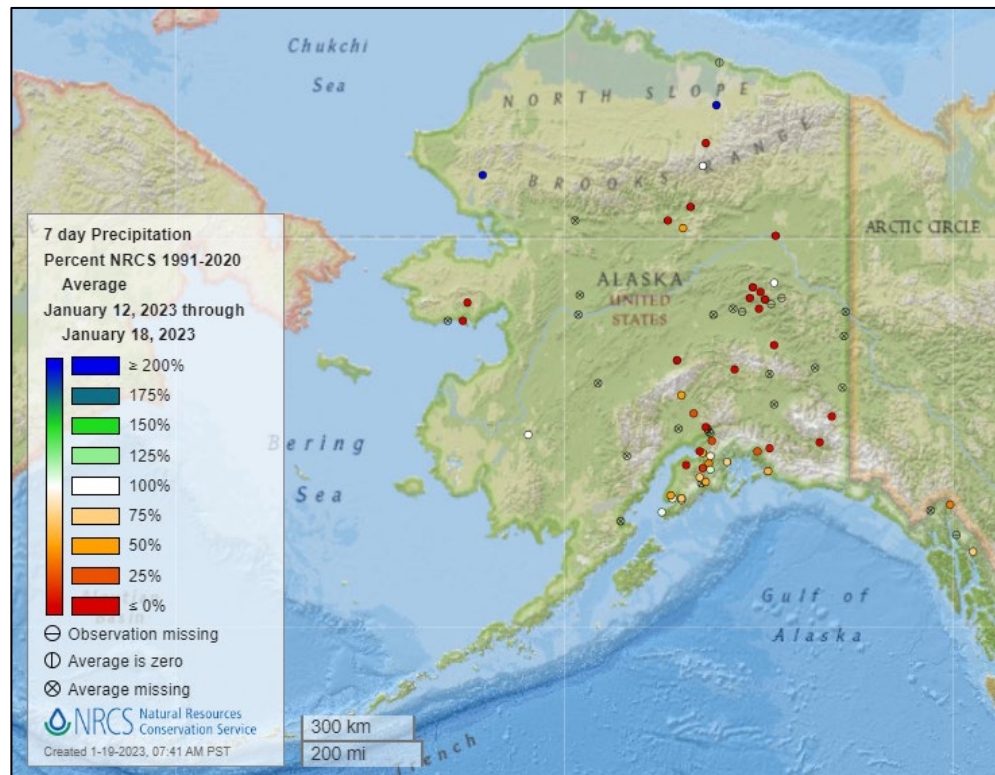 Chukchi
Sea
NORTH SLOPE
BROOKS RANGE
ARCTIC CIRCLE
ALASKA
UNITED
STATES
Bering
Sea
Gulf of
Alaska
Basin
Trench
7 day Precipitation
Percent NRCS 1991-2020
Average
January 12, 2023 through
January 18, 2023
≥ 200%
175%
150%
125%
100%
75%
50%
25%
≤ 0%
Observation missing
Average is zero
Average missing
NRCS Natural Resources
Conservation Service
Created 1-19-2023, 07:41 AM PST
300 km
200 mi